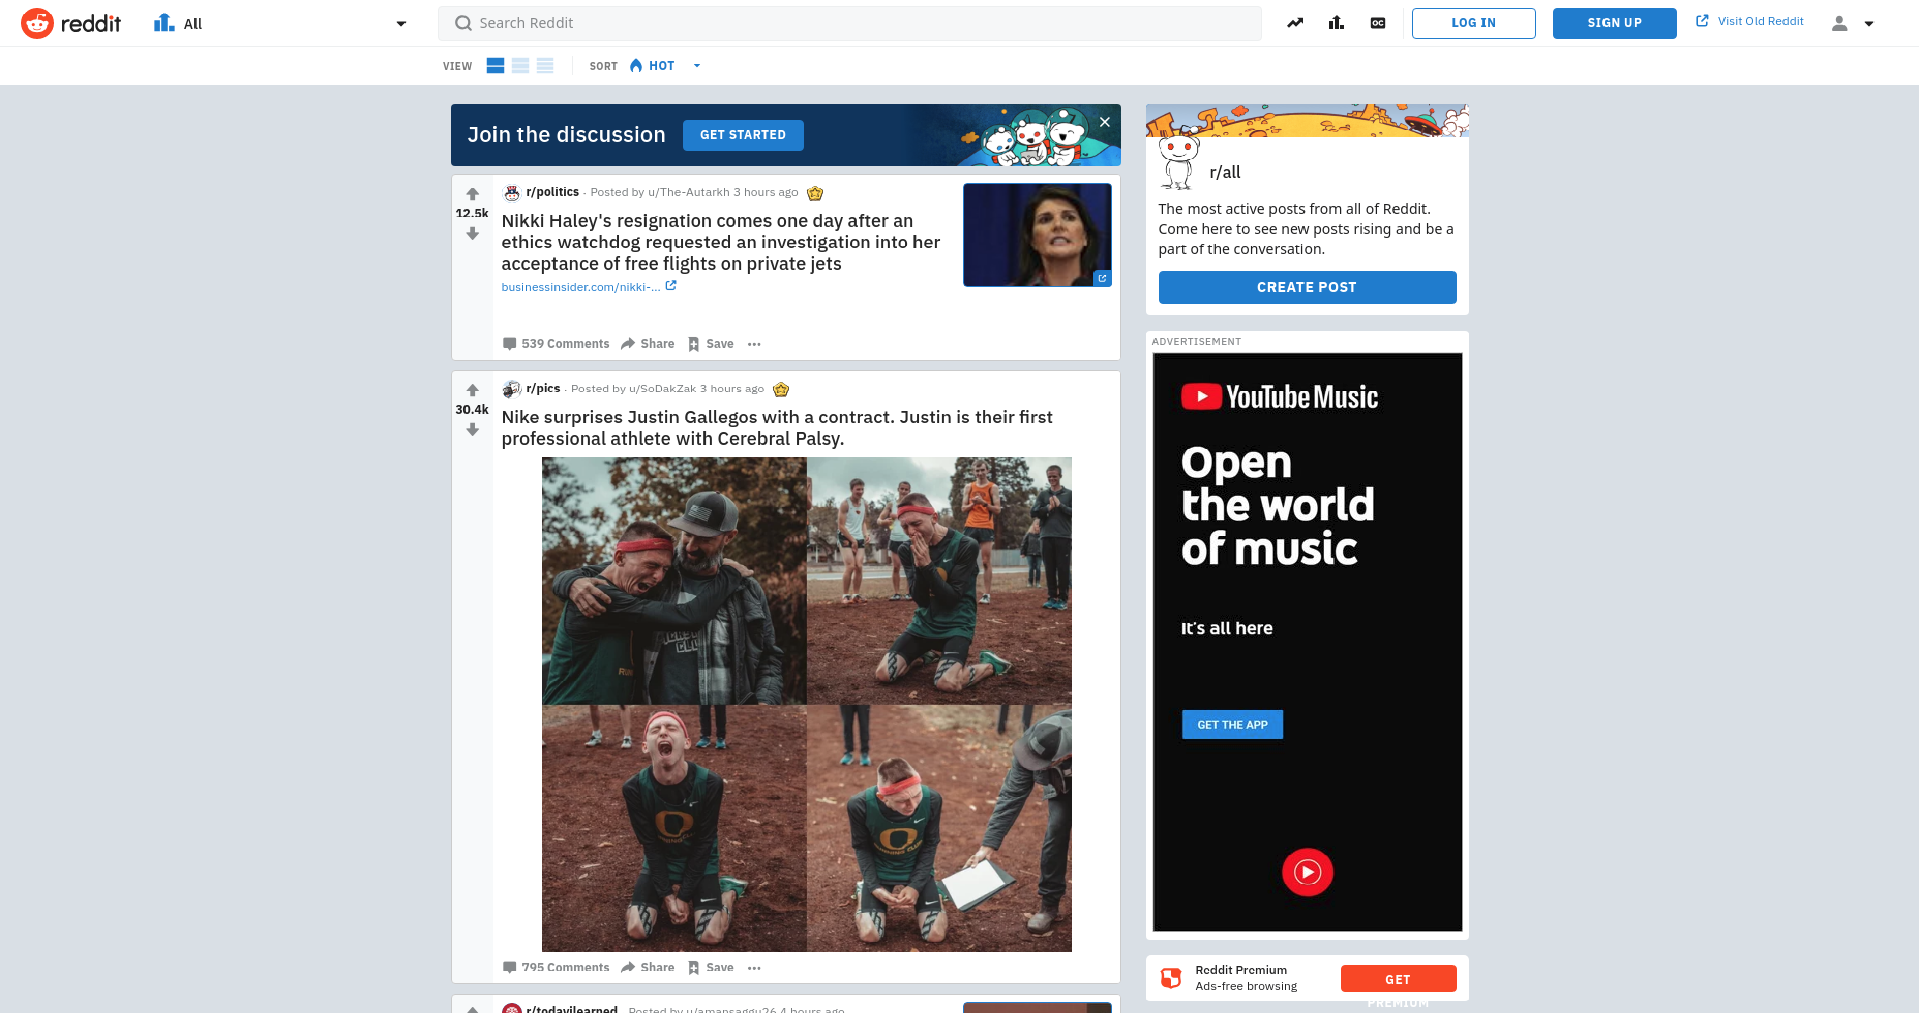 reddit
All
Search Reddit
LOG IN
SIGN UP
Visit Old Reddit
VIEW
SORT
HOT
Join the discussion
GET STARTED
12.5k
r/politics · Posted by u/The-Autarkh 3 hours ago
Nikki Haley's resignation comes one day after an
ethics watchdog requested an investigation into her
acceptance of free flights on private jets
businessinsider.com/nikki-...
539 Comments
Share
Save
30.4k
r/pics · Posted by u/SoDakZak 3 hours ago
Nike surprises Justin Gallegos with a contract. Justin is their first
professional athlete with Cerebral Palsy.
795 Comments
Share
Save
r/todayilearned · Posted by u/amansaggu26 4 hours ago
r/all
The most active posts from all of Reddit.
Come here to see new posts rising and be a
part of the conversation.
CREATE POST
ADVERTISEMENT
YouTube Music
Open
the world
of music
It's all here
GET THE APP
Reddit Premium
Ads-free browsing
GET
PREMIUM